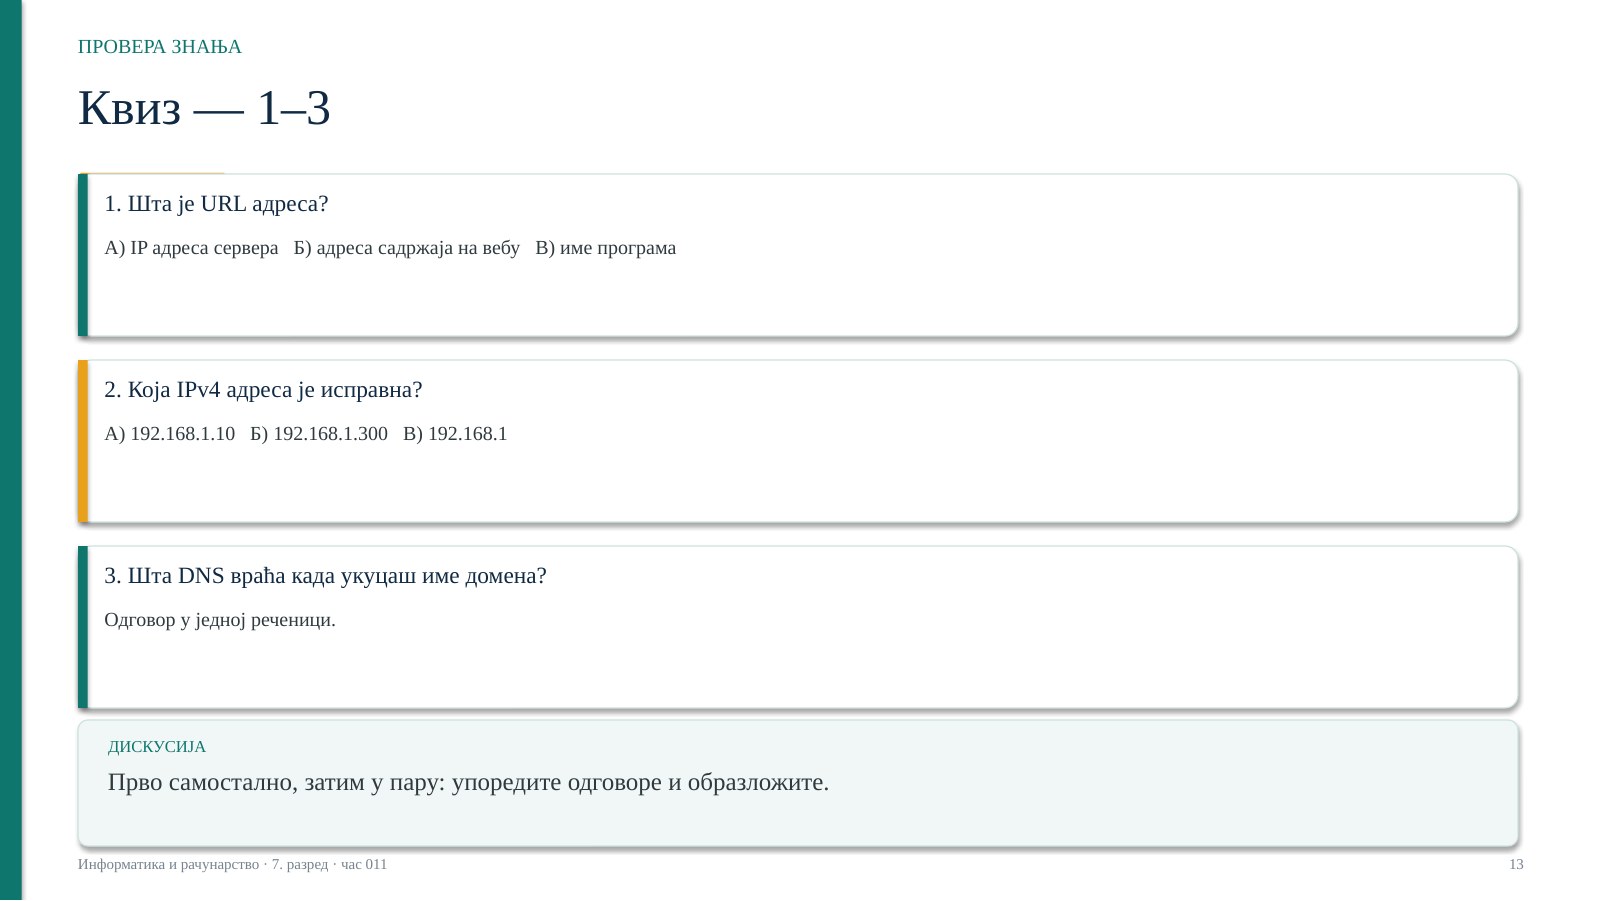 ПРОВЕРА ЗНАЊА
Квиз — 1–3
1. Шта је URL адреса?
А) IP адреса сервера   Б) адреса садржаја на вебу   В) име програма
2. Која IPv4 адреса је исправна?
А) 192.168.1.10   Б) 192.168.1.300   В) 192.168.1
3. Шта DNS враћа када укуцаш име домена?
Одговор у једној реченици.
ДИСКУСИЈА
Прво самостално, затим у пару: упоредите одговоре и образложите.
Информатика и рачунарство · 7. разред · час 011
13